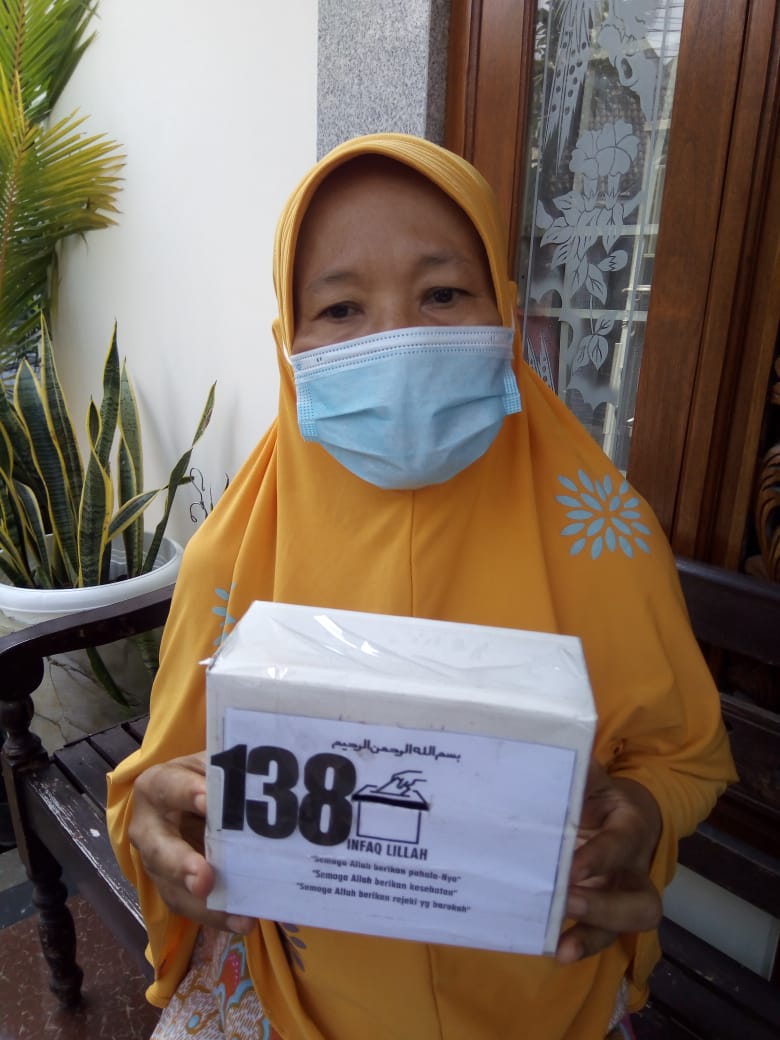 بسم الله الرحمن الرحيم
138
INFAQ LILLAH
"Semoga Allah berikan pahala-Nya"
"Semoga Allah berikan kesehatan"
"Semoga Allah berikan rejeki yg barokah"